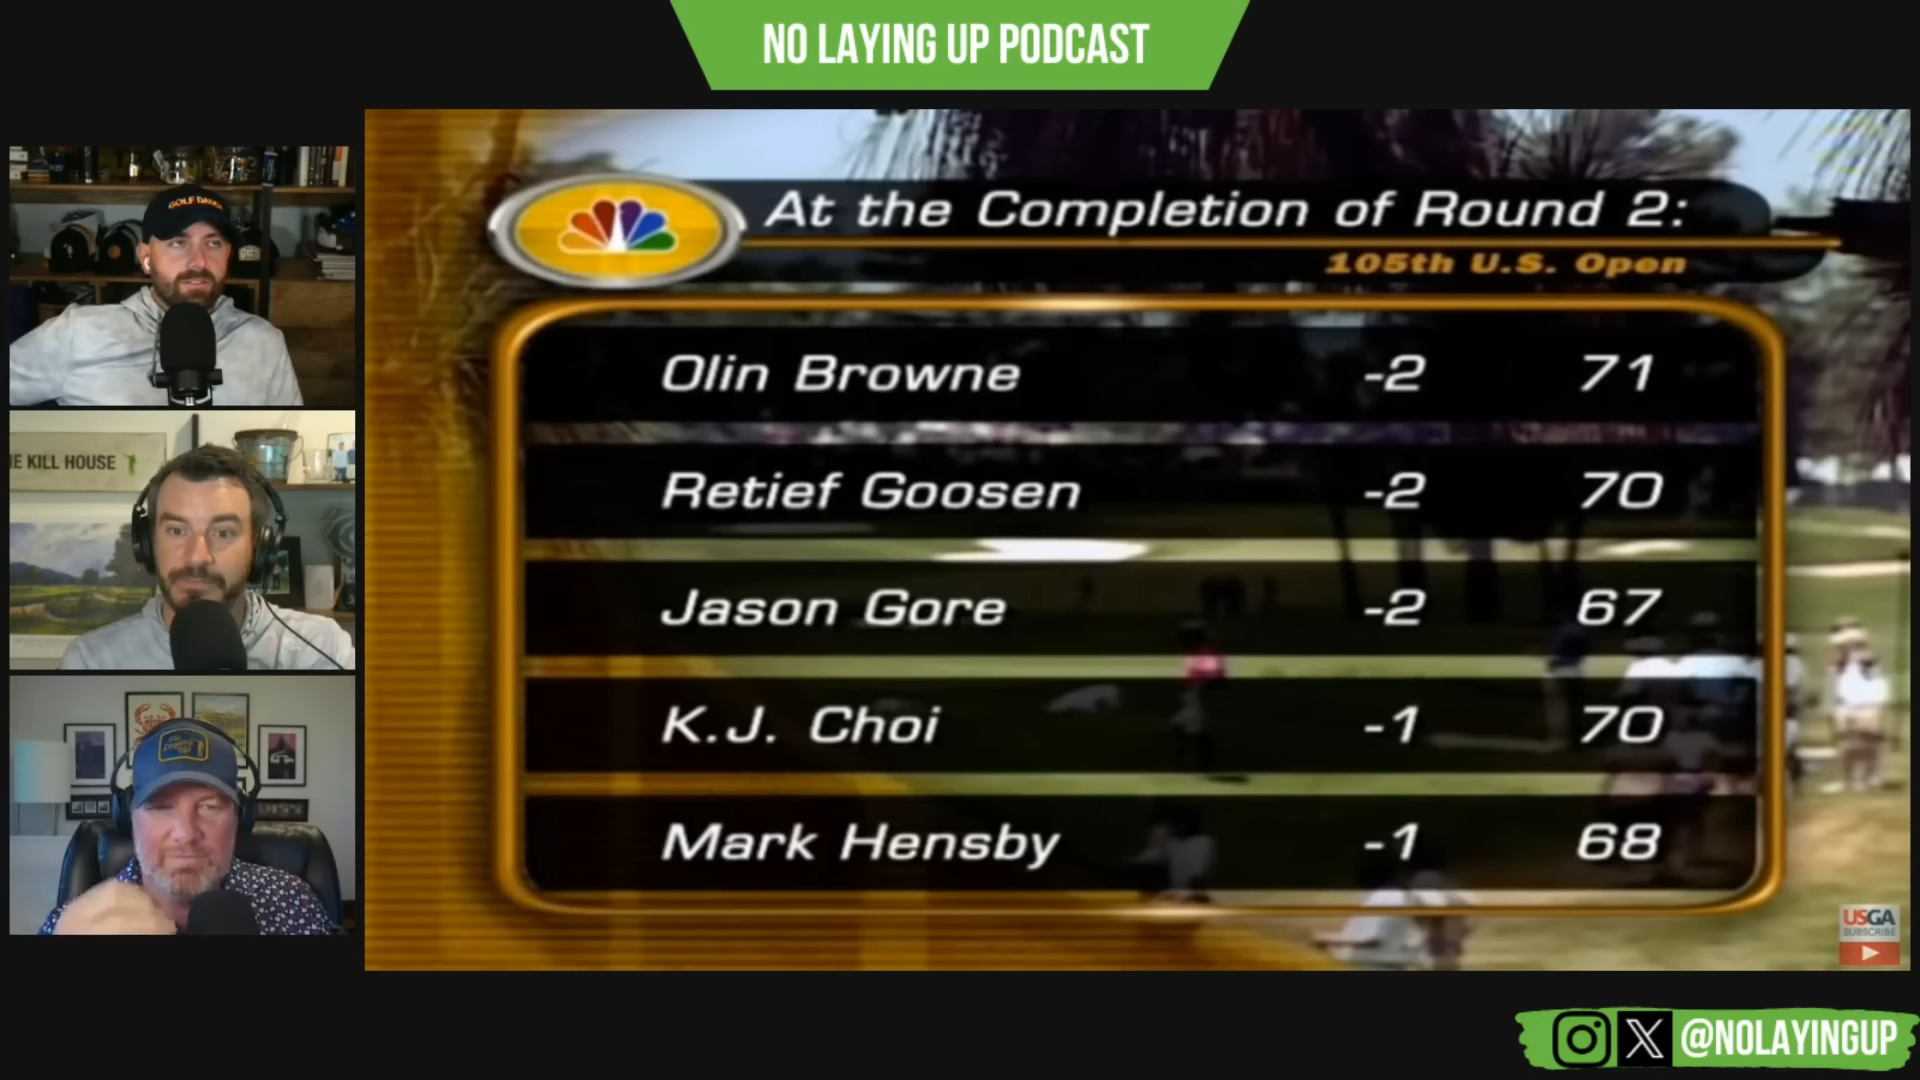 NO LAYING UP PODCAST
At the Completion of Round 2:
105th U.S. Open
Olin Browne -2 71
Retief Goosen -2 70
Jason Gore -2 67
K.J. Choi -1 70
Mark Hensby -1 68
E KILL HOUSE
USGA
SUBSCRIBE
@NOLAYINGUP